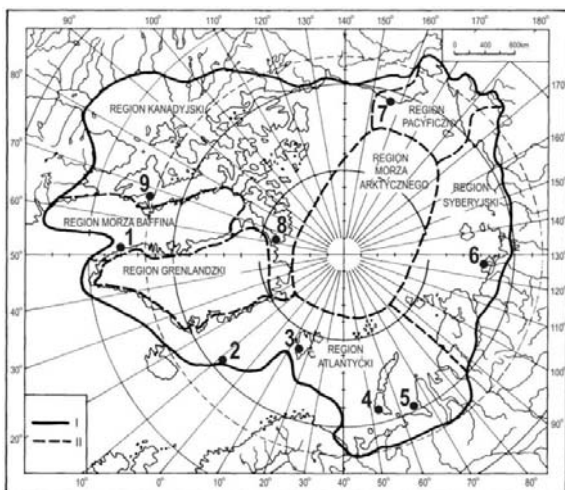 90° 100° 110° 120° 130° 140° 150° 160° 170° 180°
0 400 800km
80°
170°
REGION KANADYJSKI
7
REGION
PACYFICZNY
70°
160°
REGION
MORZA
ARKTYCZNEGO
60°
9
REGION
SYBERYJSKI
150°
REGION MORZA BAFFINA
50°
1
8
140°
REGION GRENLANDZKI
6
130°
40°
120°
30°
2
3
REGION
ATLANTYCKI
110°
4
5
100°
I
II
20°
90°
10° 0° 10° 20° 30° 40° 50° 60° 70° 80°